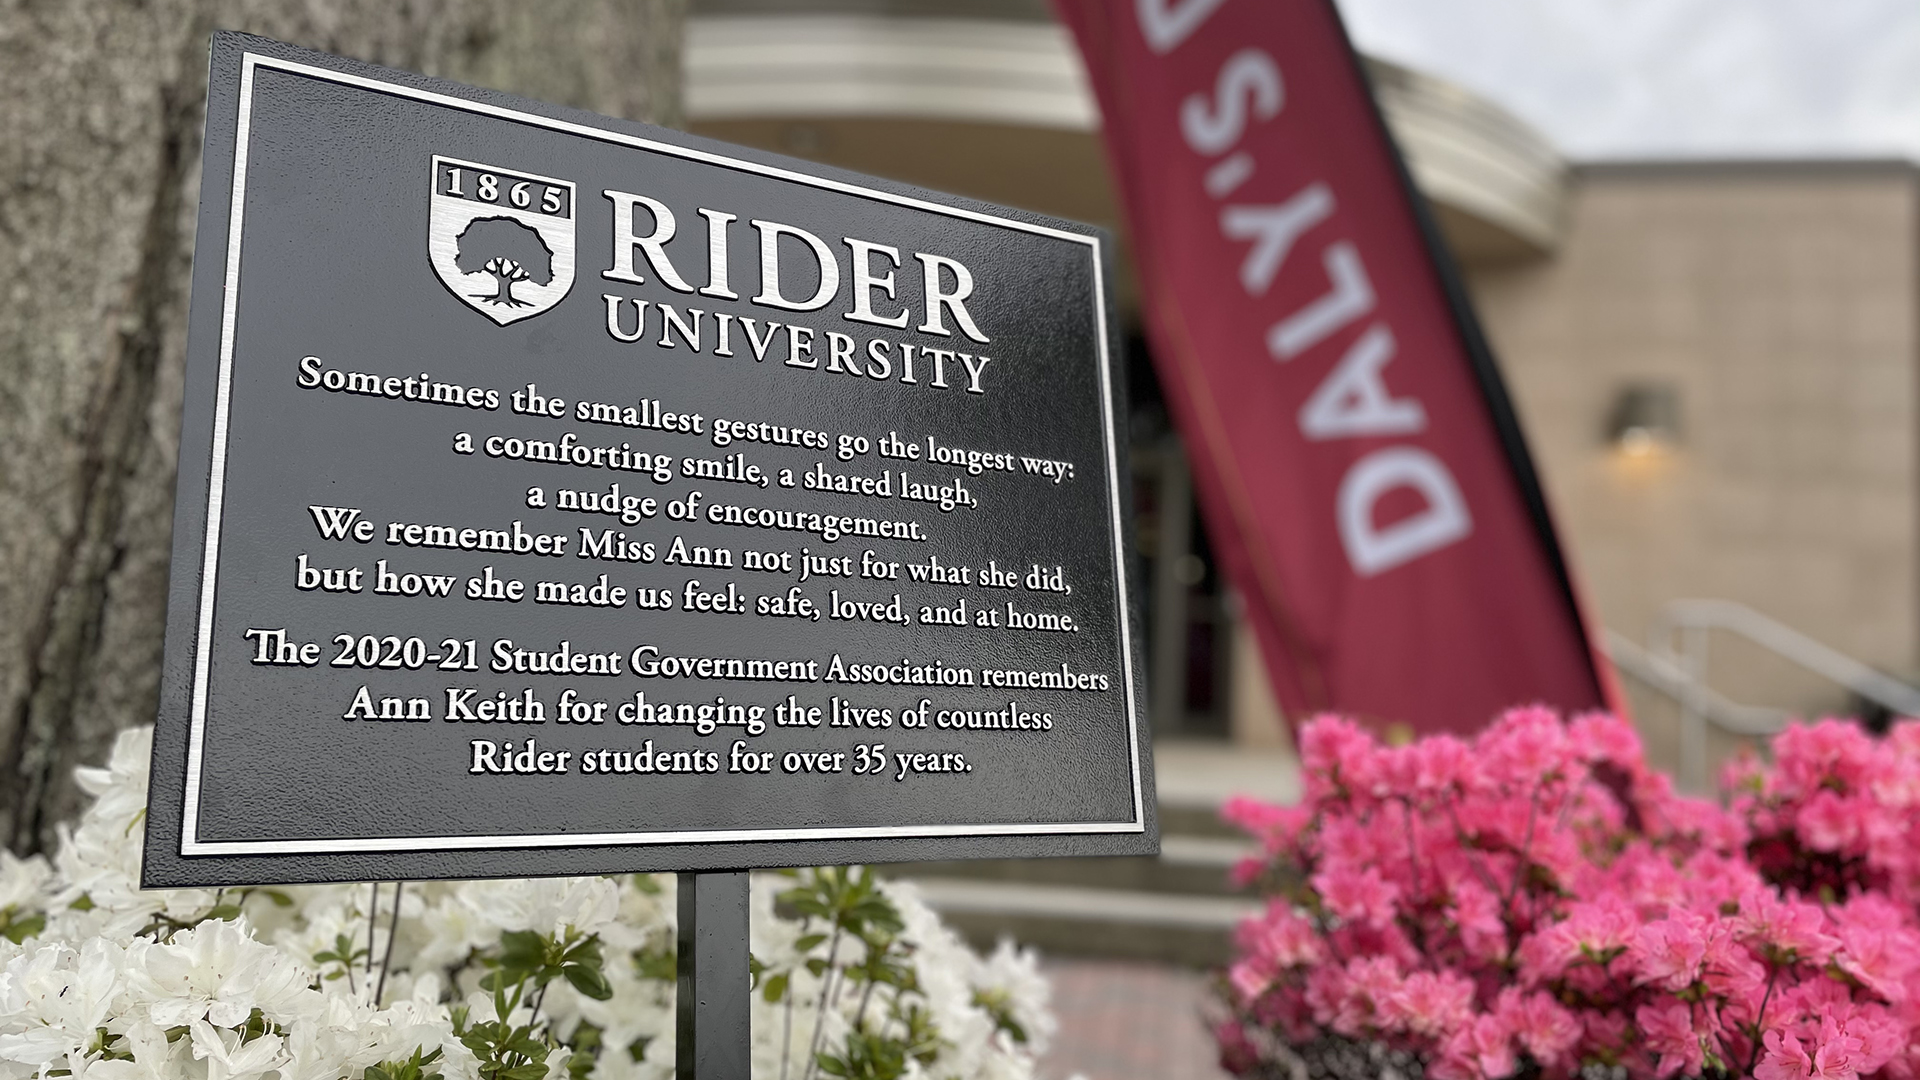 1865
RIDER
UNIVERSITY
Sometimes the smallest gestures go the longest way:
a comforting smile, a shared laugh,
a nudge of encouragement.
We remember Miss Ann not just for what she did,
but how she made us feel: safe, loved, and at home.
The 2020-21 Student Government Association remembers
Ann Keith for changing the lives of countless
Rider students for over 35 years.
DALY'S